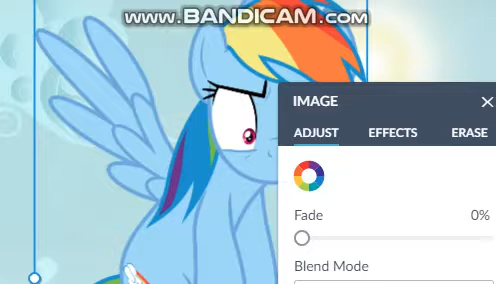 www.BANDICAM.com
IMAGE
ADJUST EFFECTS ERASE
Fade 0%
Blend Mode